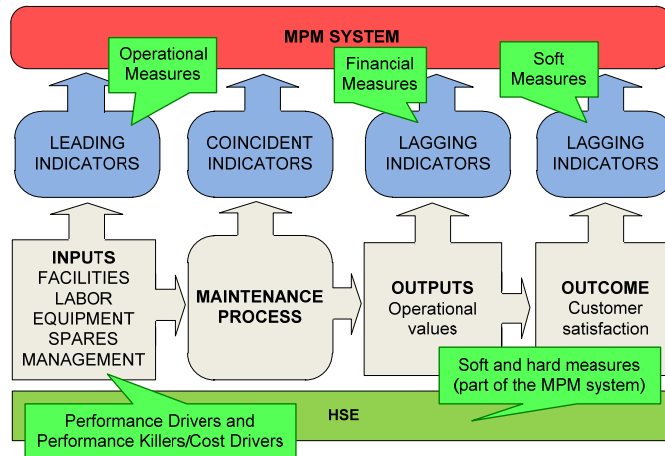 MPM SYSTEM
Operational
Measures
Financial
Measures
Soft
Measures
LEADING
INDICATORS
COINCIDENT
INDICATORS
LAGGING
INDICATORS
LAGGING
INDICATORS
INPUTS
FACILITIES
LABOR
EQUIPMENT
SPARES
MANAGEMENT
MAINTENANCE
PROCESS
OUTPUTS
Operational
values
OUTCOME
Customer
satisfaction
Soft and hard measures
(part of the MPM system)
Performance Drivers and
Performance Killers/Cost Drivers
HSE